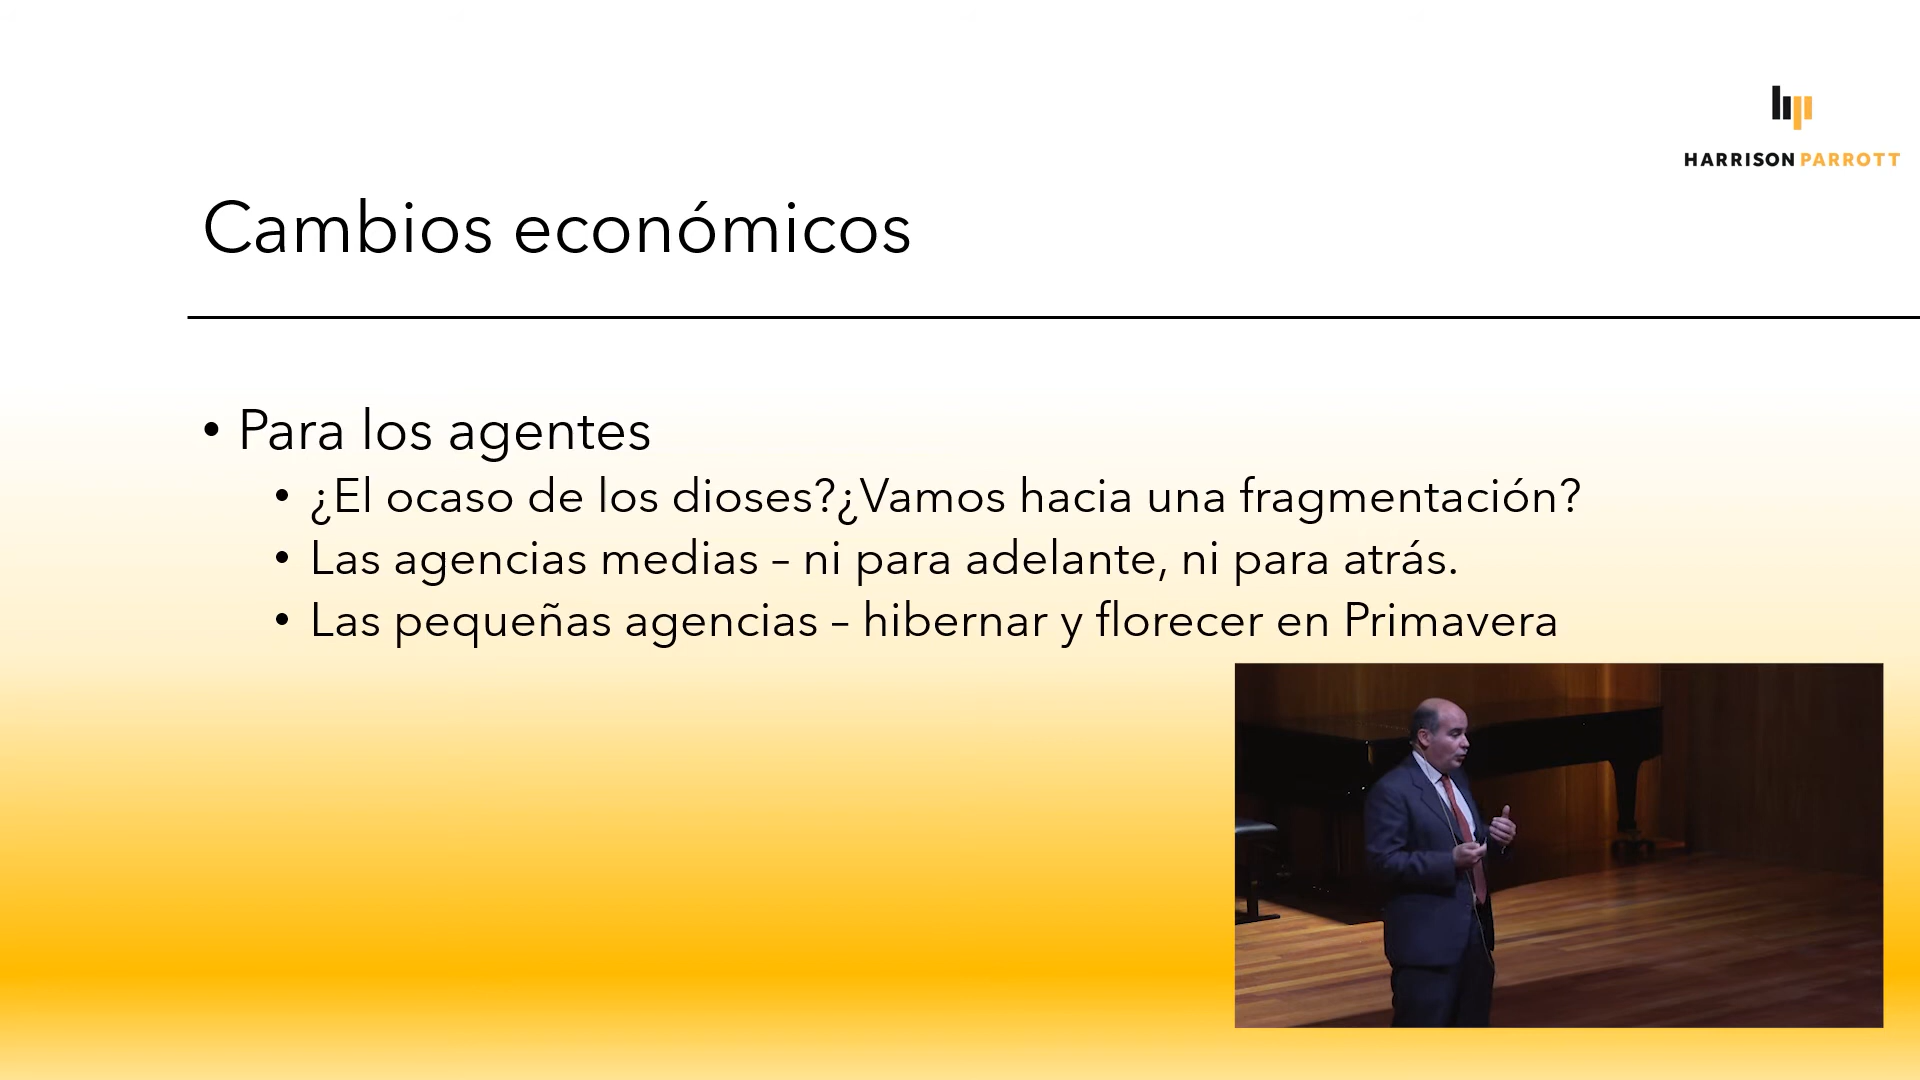 HARRISON PARROTT
Cambios económicos
• Para los agentes
• ¿El ocaso de los dioses?¿Vamos hacia una fragmentación?
• Las agencias medias – ni para adelante, ni para atrás.
• Las pequeñas agencias – hibernar y florecer en Primavera